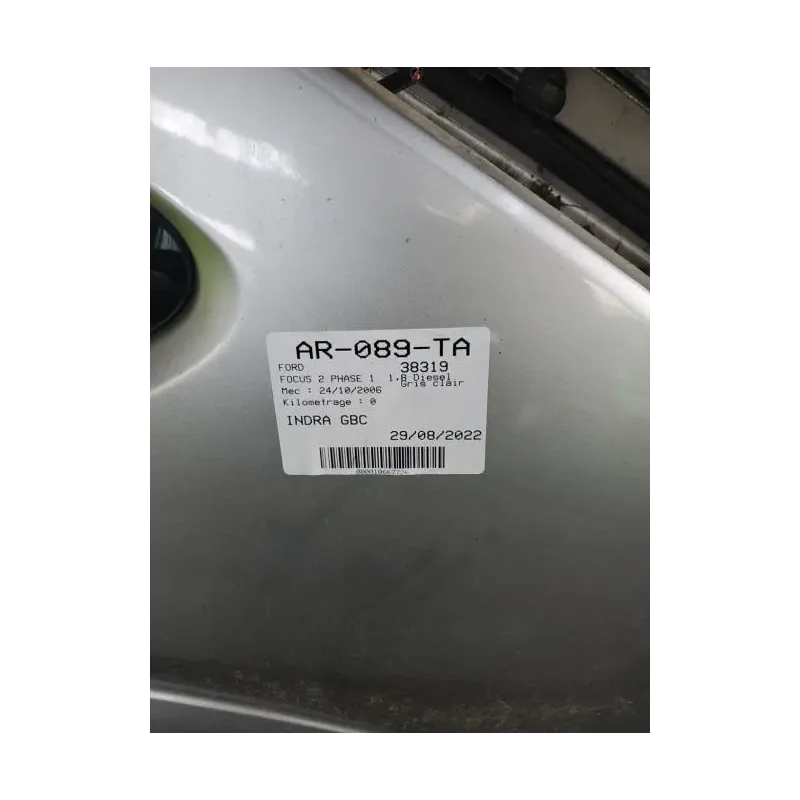 AR-089-TA
FORD 38319
FOCUS 2 PHASE 1 1.8 Diesel
Mec : 24/10/2006 Gris clair
Kilometrage : 0
INDRA GBC
29/08/2022